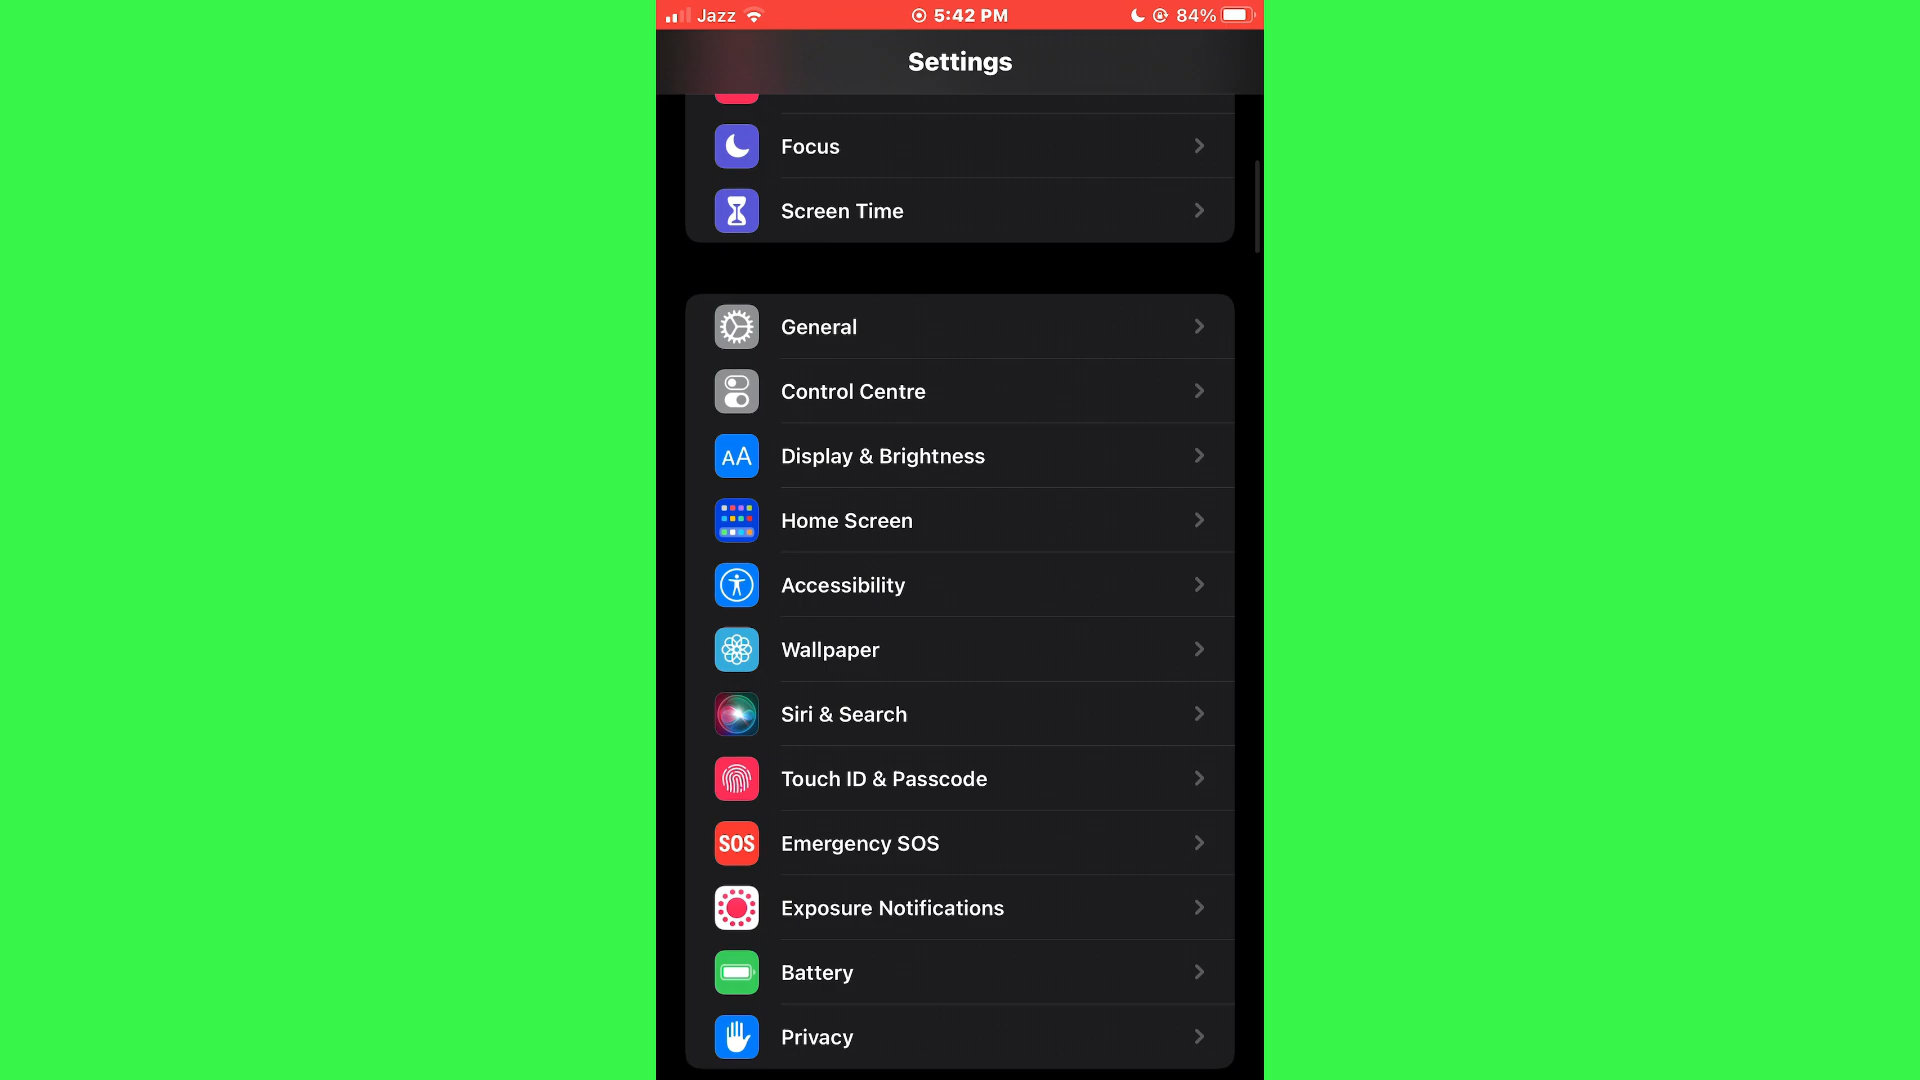 Jazz 5:42 PM 84%
Settings
Focus
Screen Time
General
Control Centre
AA Display & Brightness
Home Screen
Accessibility
Wallpaper
Siri & Search
Touch ID & Passcode
SOS Emergency SOS
Exposure Notifications
Battery
Privacy